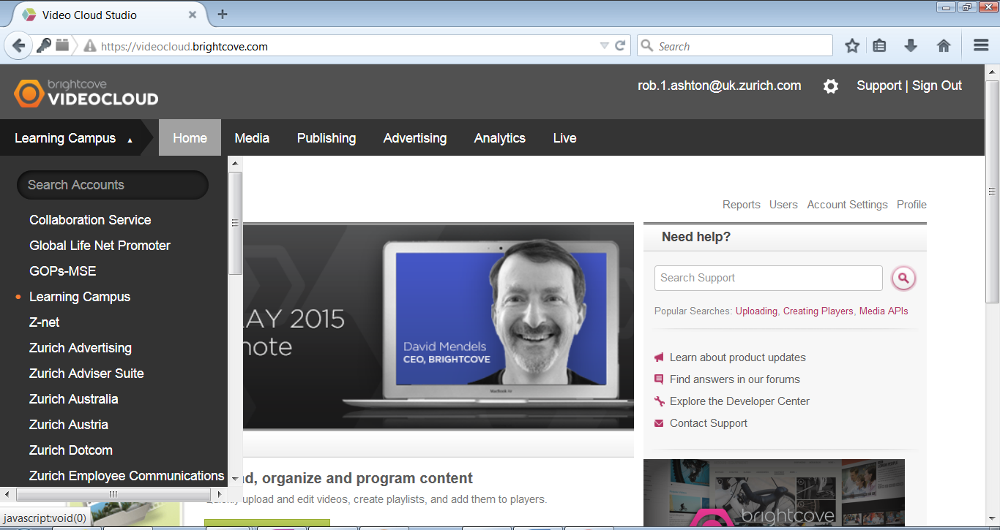 Video Cloud Studio
https://videocloud.brightcove.com
Search
brightcove
VIDEOCLOUD
rob.1.ashton@uk.zurich.com
Support | Sign Out
Learning Campus
Home
Media
Publishing
Advertising
Analytics
Live
Search Accounts
Collaboration Service
Global Life Net Promoter
GOPs-MSE
Learning Campus
Z-net
Zurich Advertising
Zurich Adviser Suite
Zurich Australia
Zurich Austria
Zurich Dotcom
Zurich Employee Communications
Reports Users Account Settings Profile
AY 2015
note
David Mendels
CEO, BRIGHTCOVE
MacBook Air
Need help?
Search Support
Popular Searches: Uploading, Creating Players, Media APIs
Learn about product updates
Find answers in our forums
Explore the Developer Center
Contact Support
d, organize and program content
Quickly upload and edit videos, create playlists, and add them to players.
brightcove
javascript:void(0)